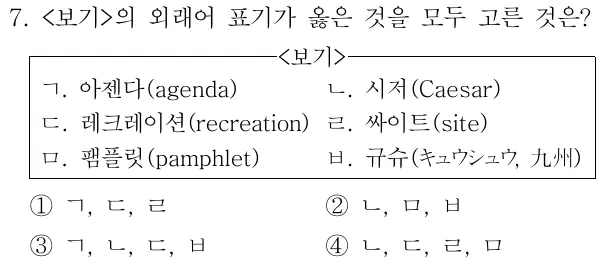 7. <보기>의 외래어 표기가 옳은 것을 모두 고른 것은?
<보기>
ㄱ. 아젠다(agenda) ㄴ. 시저(Caesar)
ㄷ. 레크레이션(recreation) ㄹ. 싸이트(site)
ㅁ. 팸플릿(pamphlet) ㅂ. 규슈(キュウシュウ, 九州)
① ㄱ, ㄷ, ㄹ ② ㄴ, ㅁ, ㅂ
③ ㄱ, ㄴ, ㄷ, ㅂ ④ ㄴ, ㄷ, ㄹ, ㅁ